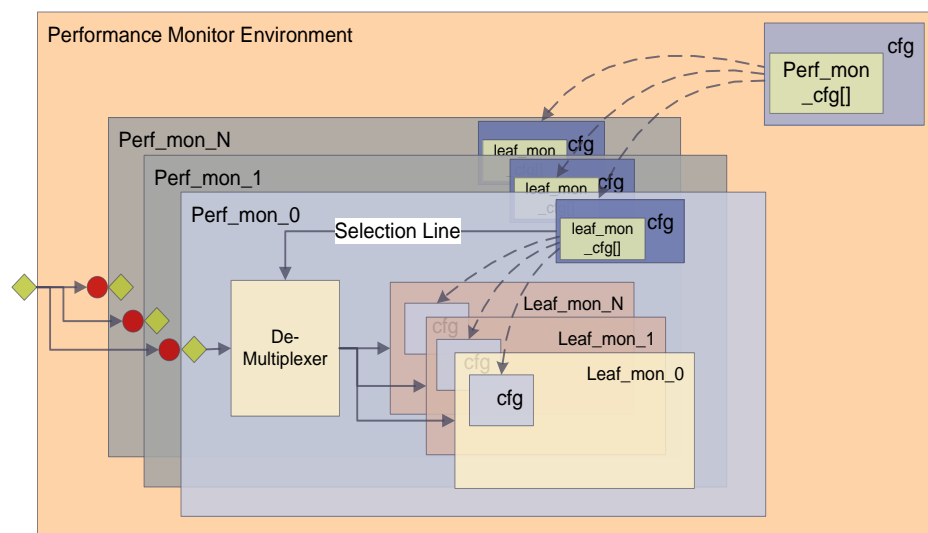 Performance Monitor Environment
cfg
Perf_mon
_cfg[]
Perf_mon_N
leaf_mon
cfg
Perf_mon_1
leaf_mon
_cfg[]
cfg
Perf_mon_0
Selection Line
leaf_mon
_cfg[]
cfg
De-
Multiplexer
Leaf_mon_N
cfg
Leaf_mon_1
cfg
Leaf_mon_0
cfg